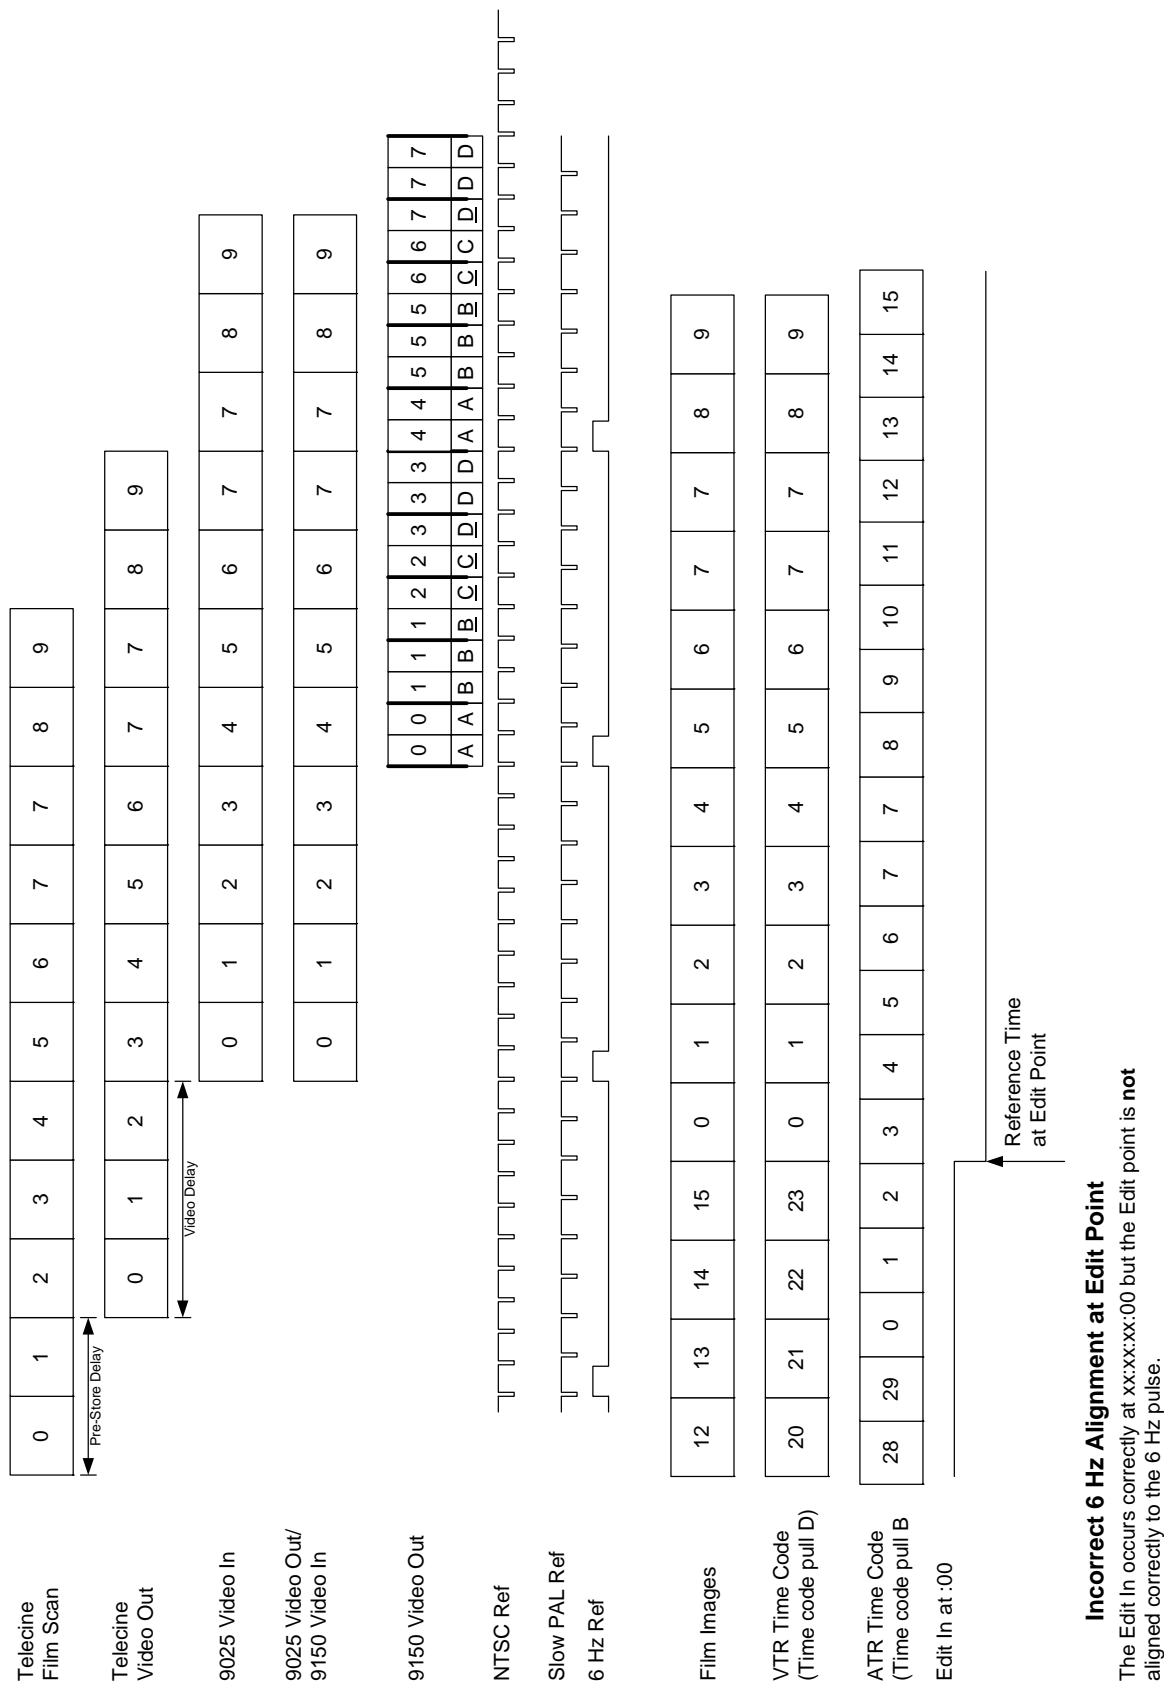 Telecine
Film Scan
0 1 2 3 4 5 6 7 7 8 9
Pre-Store Delay
Telecine
Video Out
0 1 2 3 4 5 6 7 7 8 9
Video Delay
9025 Video In
0 1 2 3 4 5 6 7 7 8 9
9025 Video Out/
9150 Video In
0 1 2 3 4 5 6 7 7 8 9
9150 Video Out
0 0 1 1 1 2 2 3 3 3 4 4 5 5 5 6 6 7 7 7
A A B B B C C D D D A A B B B C C D D D
NTSC Ref
Slow PAL Ref
6 Hz Ref
Film Images
12 13 14 15 0 1 2 3 4 5 6 7 7 8 9
VTR Time Code
(Time code pull D)
20 21 22 23 0 1 2 3 4 5 6 7 7 8 9
ATR Time Code
(Time code pull B
28 29 0 1 2 3 4 5 6 7 7 8 9 10 11 12 13 14 15
Edit In at :00
Reference Time
at Edit Point
Incorrect 6 Hz Alignment at Edit Point
The Edit In occurs correctly at xx:xx:xx:00 but the Edit point is not
aligned correctly to the 6 Hz pulse.